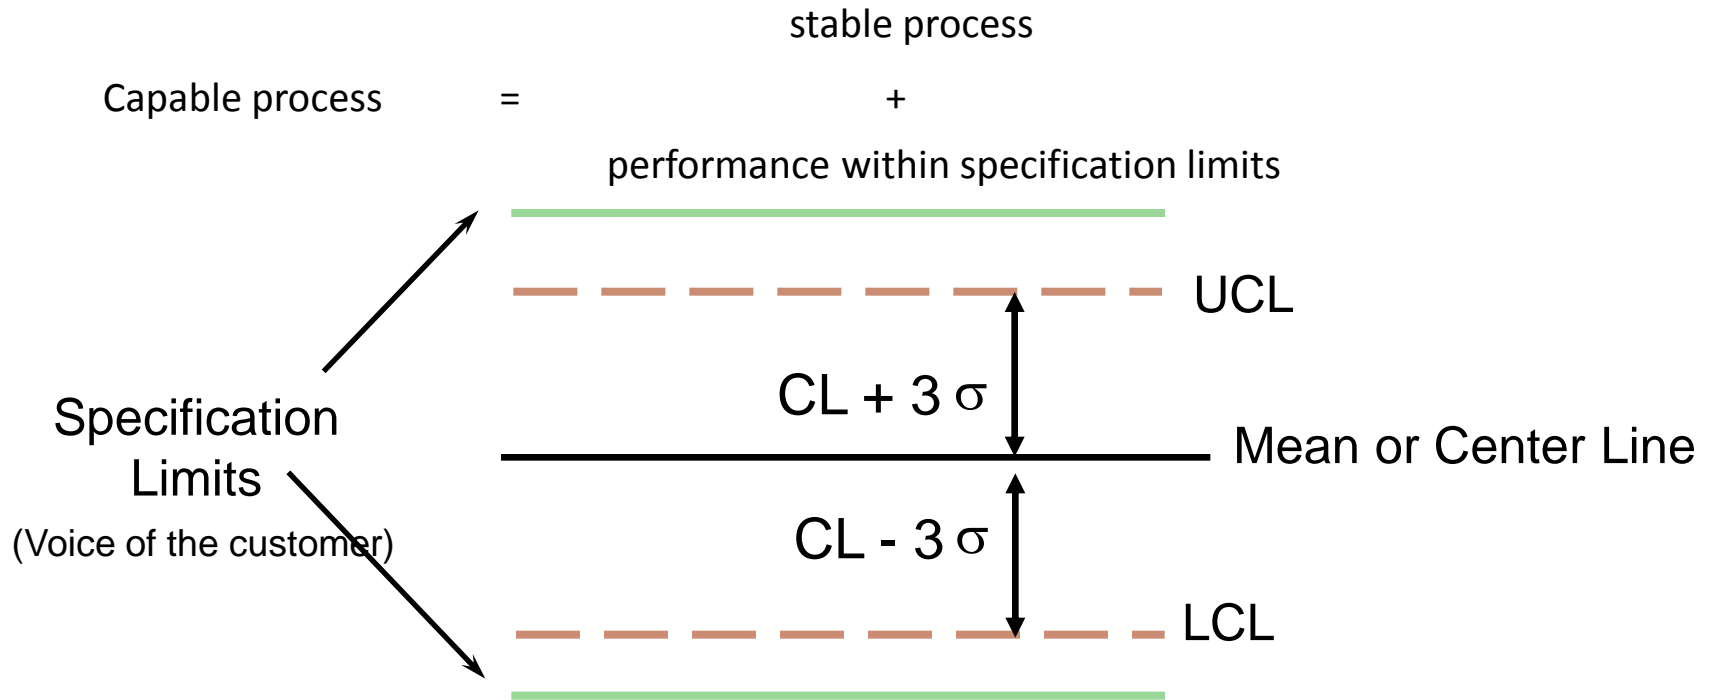 stable process
Capable process = +
performance within specification limits
UCL
CL + 3 σ
Specification
Limits
(Voice of the customer)
Mean or Center Line
CL - 3 σ
LCL